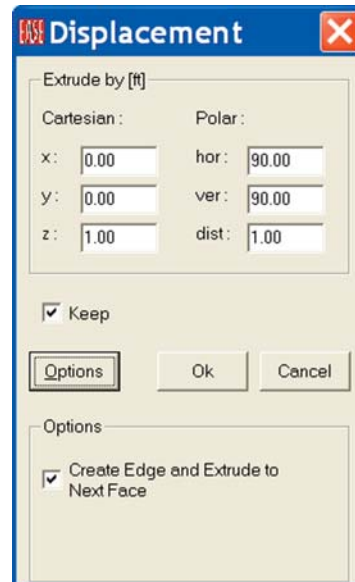 EASE Displacement
Extrude by [ft]
Cartesian : Polar :
x : 0.00 hor : 90.00
y : 0.00 ver : 90.00
z : 1.00 dist : 1.00
Keep
Options Ok Cancel
Options
Create Edge and Extrude to
Next Face